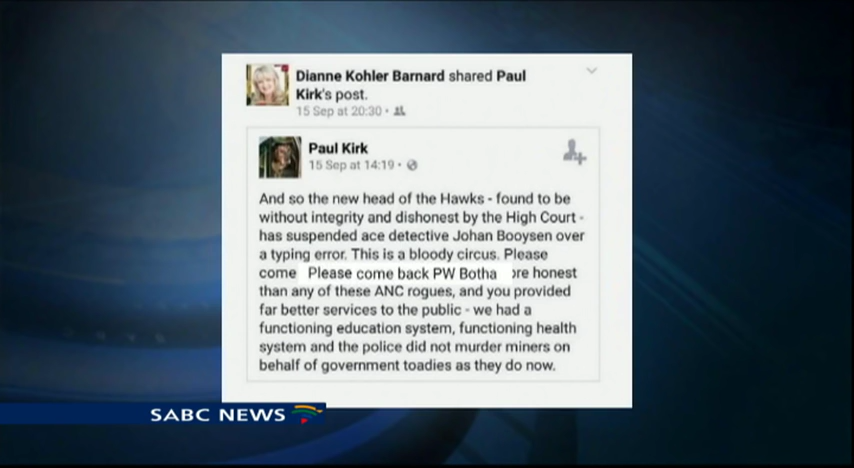 Dianne Kohler Barnard shared Paul
Kirk's post.
15 Sep at 20:30
Paul Kirk
15 Sep at 14:19
And so the new head of the Hawks - found to be
without integrity and dishonest by the High Court -
has suspended ace detective Johan Booysen over
a typing error. This is a bloody circus. Please
come Please come back PW Botha ore honest
than any of these ANC rogues, and you provided
far better services to the public - we had a
functioning education system, functioning health
system and the police did not murder miners on
behalf of government toadies as they do now.
SABC NEWS